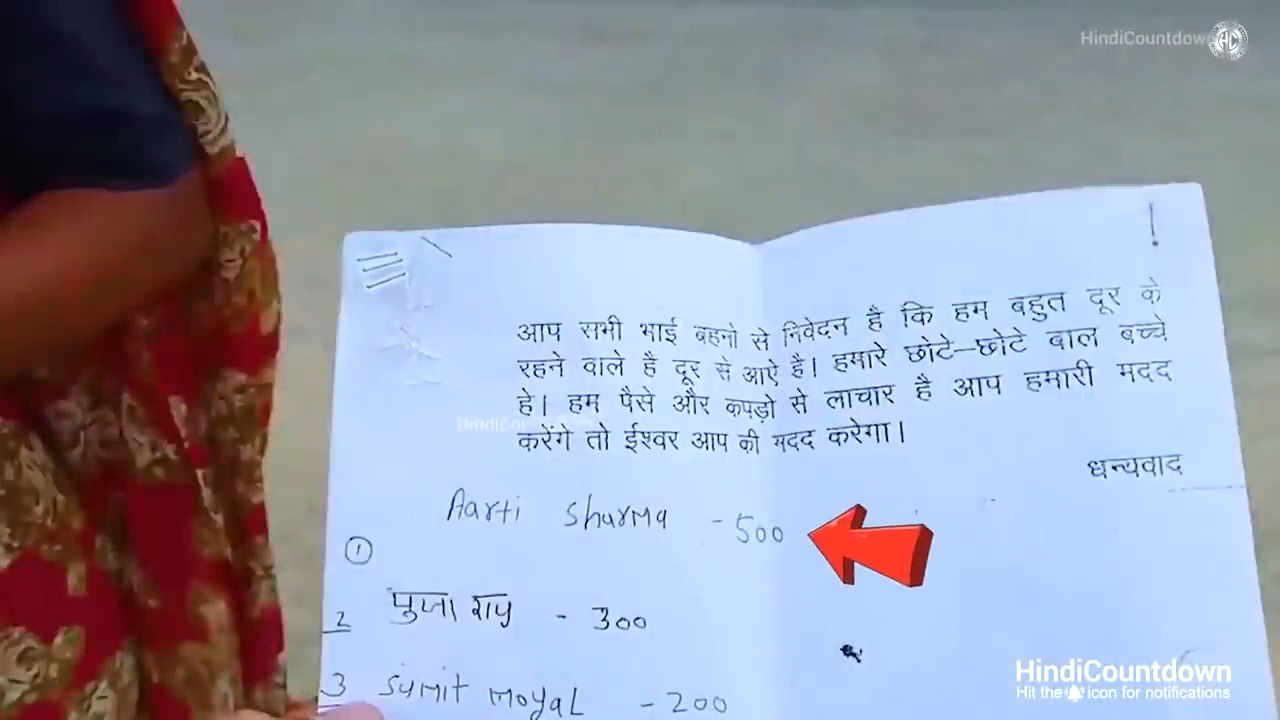 HindiCountdown
आप सभी भाई बहनो से निवेदन है कि हम बहुत दूर के
रहने वाले है दूर से आऐ है। हमारे छोटे–छोटे बाल बच्चे
हे। हम पैसे और कपड़ो से लाचार है आप हमारी मदद
करेंगे तो ईश्वर आप की मदद करेगा।
धन्यवाद
Aarti Sharma - 500
1
2 पुजा - 300
3 Sumit Moyal - 200
HindiCountdown
Hit the icon for notifications